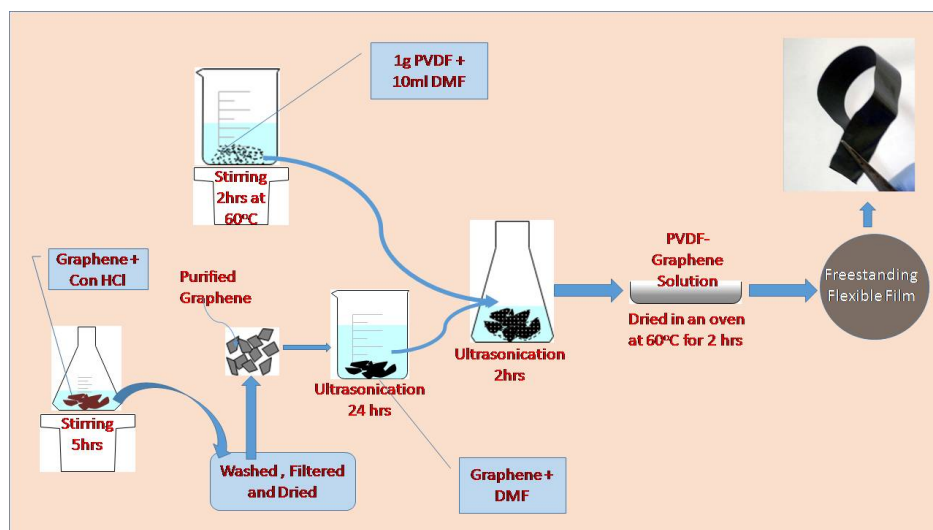 1g PVDF +
10ml DMF
Stirring
2hrs at
60°C
Graphene +
Con HCl
Purified
Graphene
Stirring
5hrs
Washed , Filtered
and Dried
Ultrasonication
24 hrs
Graphene +
DMF
Ultrasonication
2hrs
PVDF-
Graphene
Solution
Dried in an oven
at 60°C for 2 hrs
Freestanding
Flexible Film